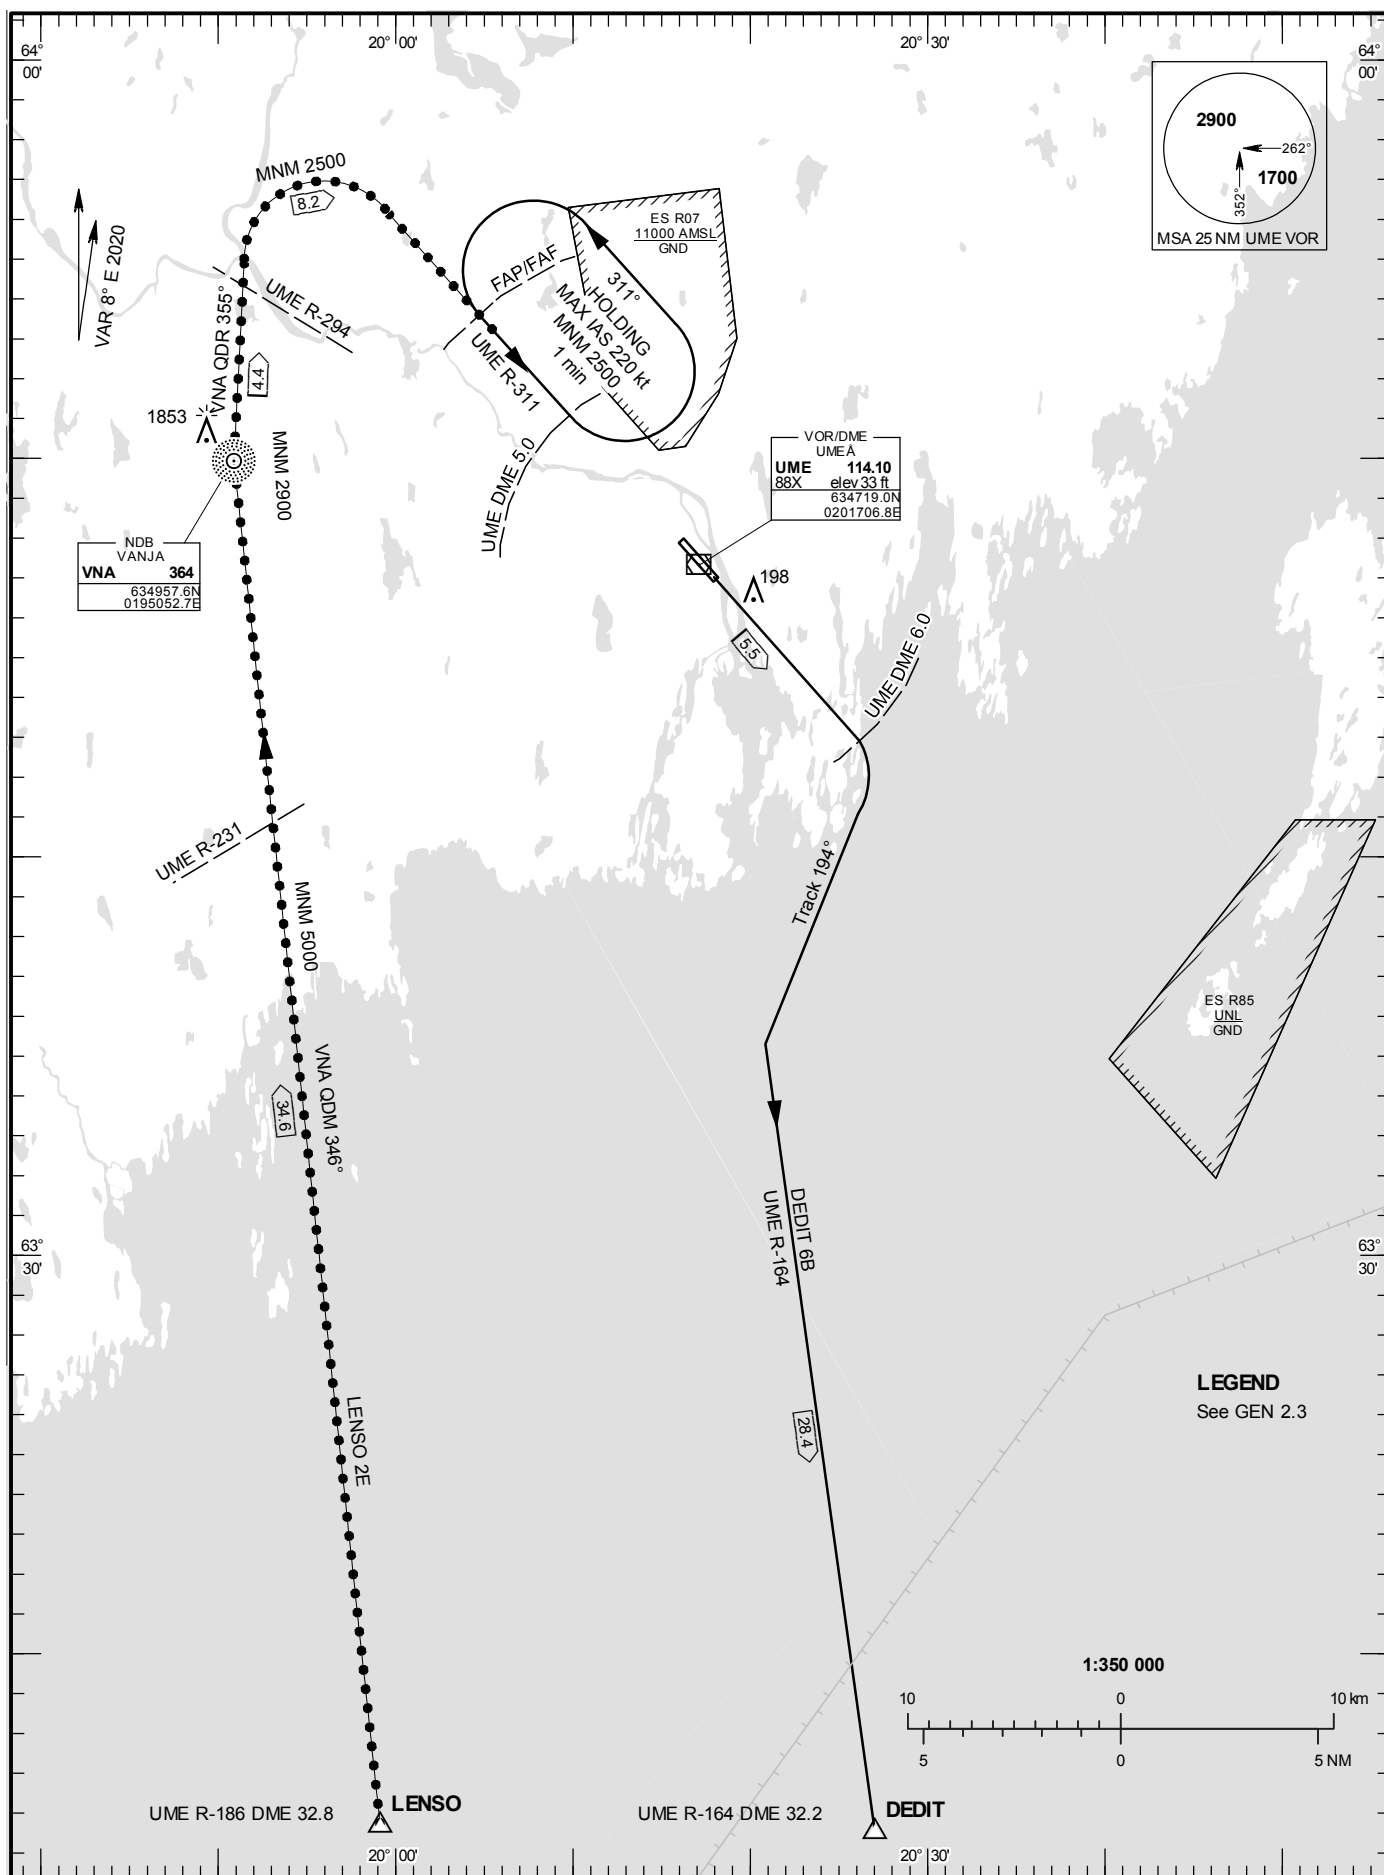 20° 00'
20° 30'
64°
00'
64°
00'
2900
262°
1700
352°
MSA 25 NM UME VOR
VAR 8° E 2020
MNM 2500
8.2
ES R07
11000 AMSL
GND
FAP/FAF
311°
HOLDING
MAX IAS 220 kt
MNM 2500
1 min
UME R-294
VNA QDR 355°
4.4
UME R-311
1853
MNM 2900
UME DME 5.0
VOR/DME
UMEÅ
UME 114.10
88X elev 33 ft
634719.0N
0201706.8E
NDB
VANJA
VNA 364
634957.6N
0195052.7E
198
5.5
UME DME 6.0
UME R-231
Track 194°
MNM 5000
ES R85
UNL
GND
VNA QDM 346°
34.6
DEDIT 6B
UME R-164
63°
30'
63°
30'
LENSO 2E
28.4
LEGEND
See GEN 2.3
1:350 000
10 0 10 km
5 0 5 NM
UME R-186 DME 32.8
LENSO
UME R-164 DME 32.2
DEDIT
20° 00'
20° 30'